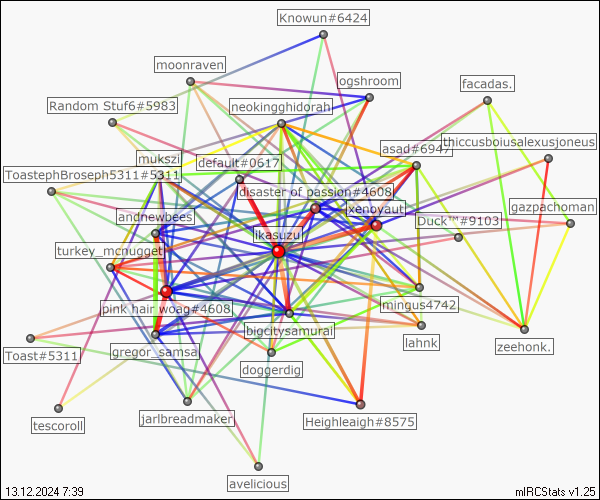 Knowun#6424
moonraven
ogshroom
facadas.
Random Stuf6#5983
neokingghidorah
asad#6947
thiccusboiusalexusjoneus
mukszi
default#0617
ToastephBroseph5311#5311
disaster of passion#4608
xenoyaut
gazpachoman
andnewbees
Duck™#9103
ikasuzu
turkey_mcnugget
pink hair woag#4608
mingus4742
bigcitysamurai
lahnk
zeehonk.
Toast#5311
gregor_samsa
doggerdig
tescoroll
jarlbreadmaker
Heighleigh#8575
avelicious
13.12.2024 7:39
mIRCStats v1.25